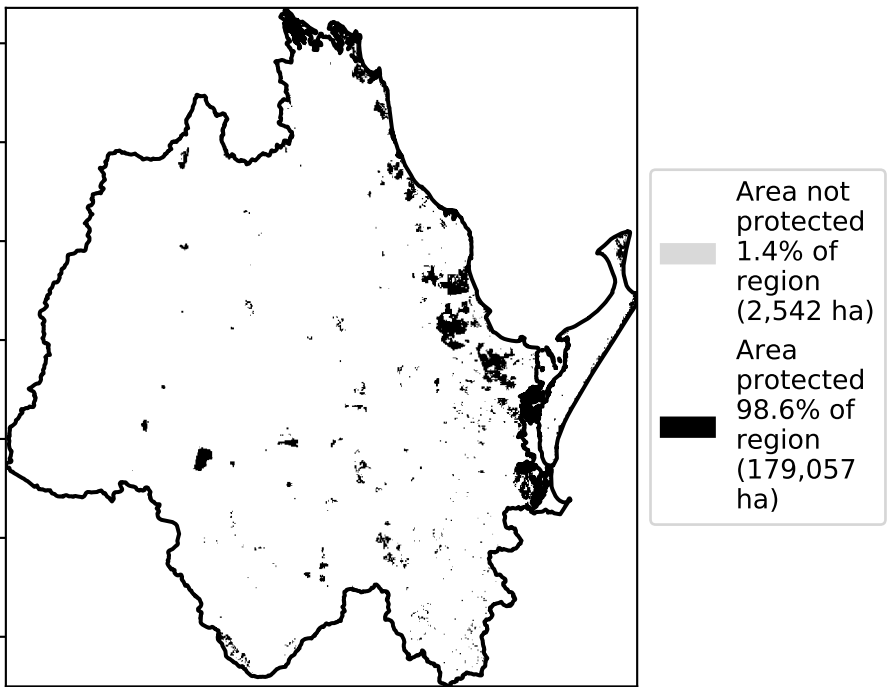 Area not
protected
1.4% of
region
(2,542 ha)
Area
protected
98.6% of
region
(179,057
ha)